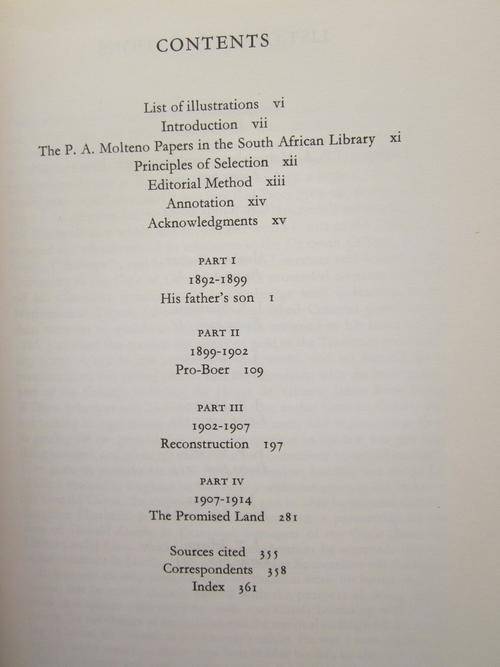 CONTENTS
List of illustrations vi
Introduction vii
The P. A. Molteno Papers in the South African Library xi
Principles of Selection xii
Editorial Method xiii
Annotation xiv
Acknowledgments xv
PART I
1892-1899
His father's son 1
PART II
1899-1902
Pro-Boer 109
PART III
1902-1907
Reconstruction 197
PART IV
1907-1914
The Promised Land 281
Sources cited 355
Correspondents 358
Index 361